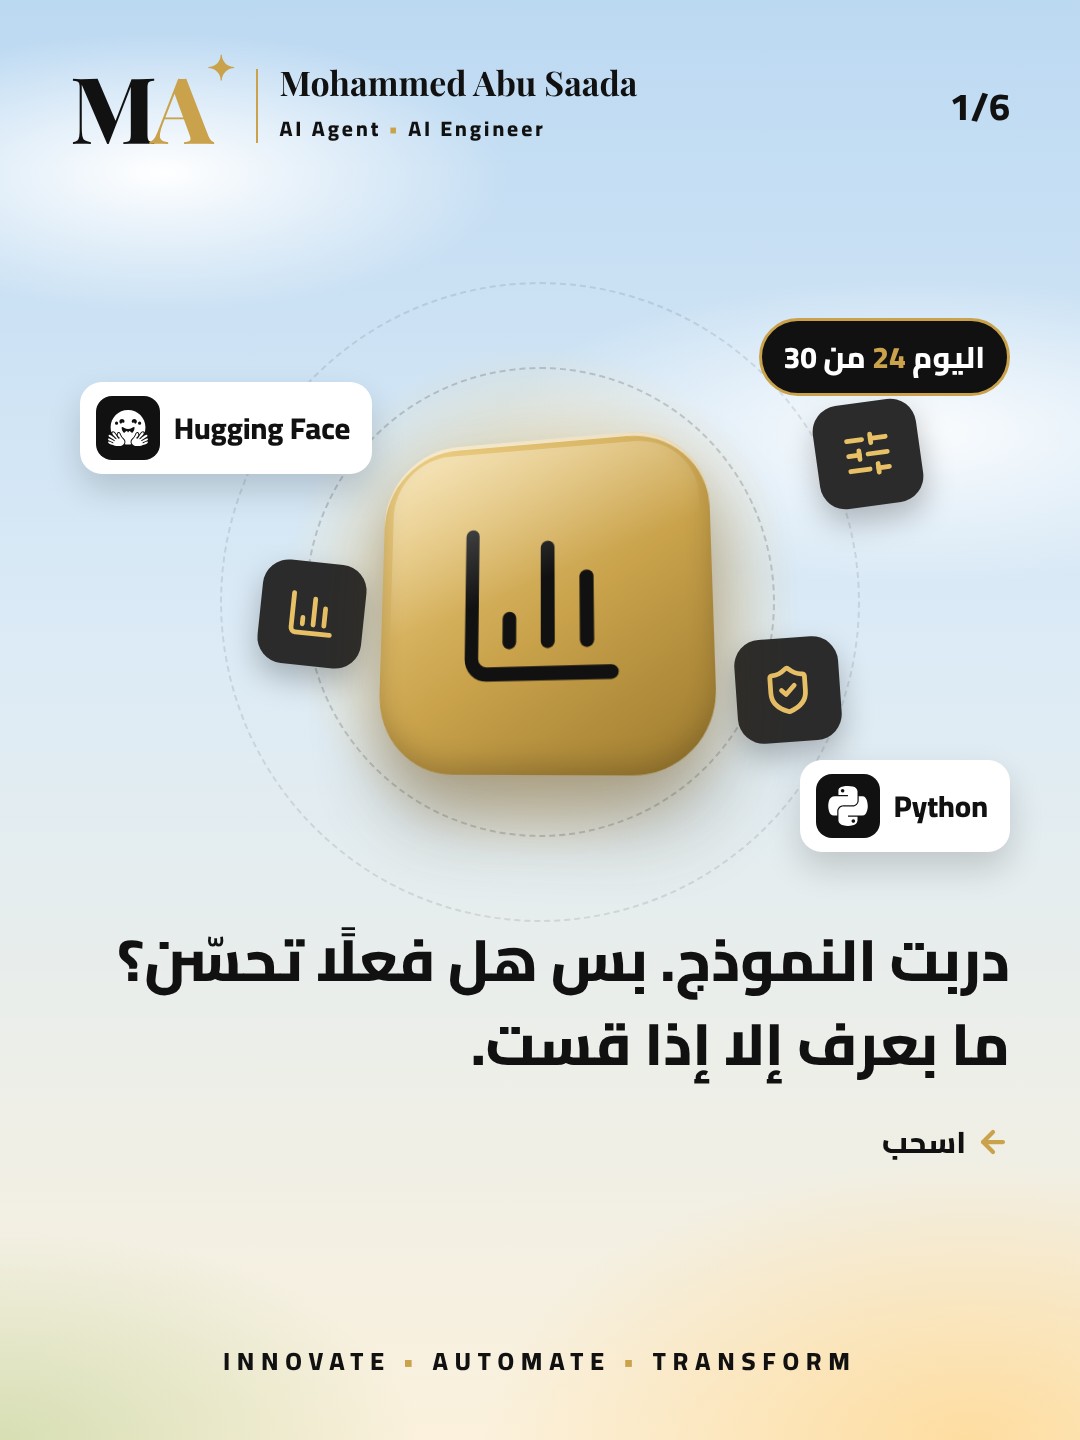 MA
Mohammed Abu Saada
AI Agent ▪ AI Engineer
1/6
اليوم 24 من 30
Hugging Face
Python
دربت النموذج. بس هل فعلًا تحسّن؟
ما بعرف إلا إذا قست.
← اسحب
INNOVATE ▪ AUTOMATE ▪ TRANSFORM